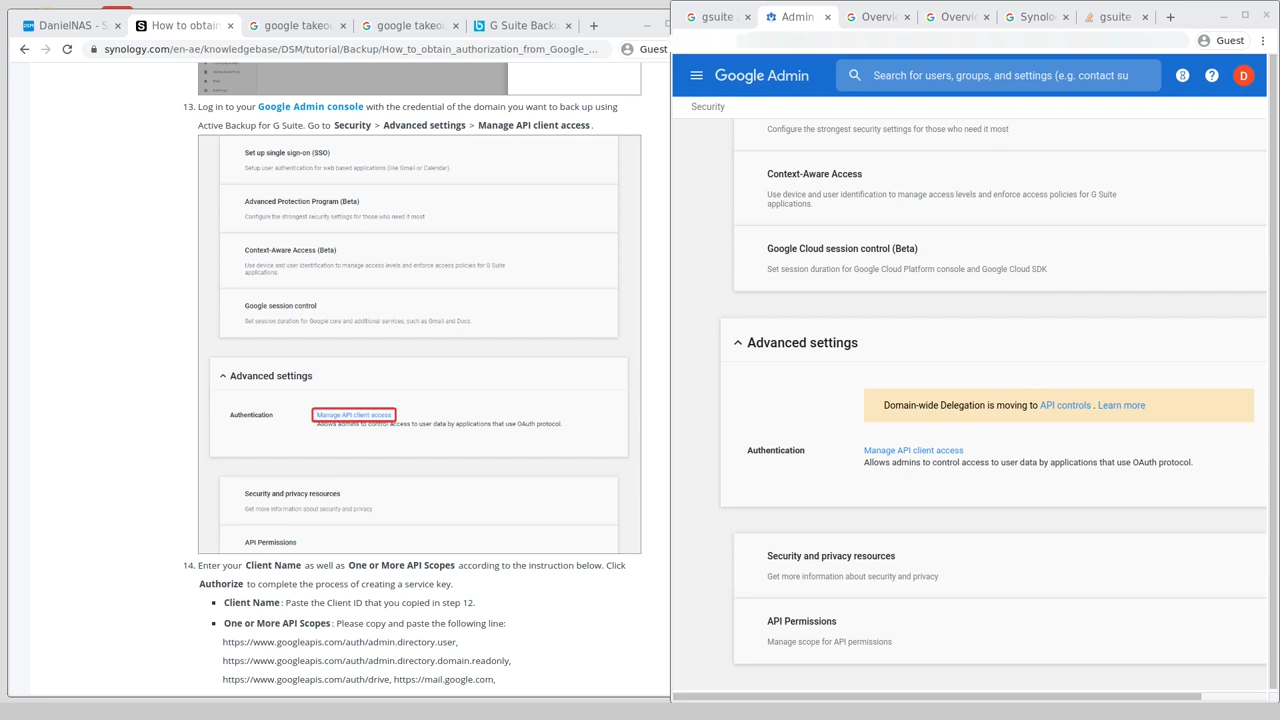 DanielNAS - S
How to obtain
google takeou
google takeou
G Suite Backu
synology.com/en-ae/knowledgebase/DSM/tutorial/Backup/How_to_obtain_authorization_from_Google_...
Guest
13. Log in to your Google Admin console with the credential of the domain you want to back up using
Active Backup for G Suite. Go to Security > Advanced settings > Manage API client access.
Set up single sign-on (SSO)
Setup user authentication for web based applications (like Gmail or Calendar).
Advanced Protection Program (Beta)
Configure the strongest security settings for those who need it most
Context-Aware Access (Beta)
Use device and user identification to manage access levels and enforce access policies for G Suite
applications.
Google session control
Set session duration for Google core and additional services, such as Gmail and Docs.
Advanced settings
Authentication
Manage API client access
Allows admins to control access to user data by applications that use OAuth protocol.
Security and privacy resources
Get more information about security and privacy
API Permissions
14. Enter your Client Name as well as One or More API Scopes according to the instruction below. Click
Authorize to complete the process of creating a service key.
Client Name: Paste the Client ID that you copied in step 12.
One or More API Scopes: Please copy and paste the following line:
https://www.googleapis.com/auth/admin.directory.user,
https://www.googleapis.com/auth/admin.directory.domain.readonly,
https://www.googleapis.com/auth/drive, https://mail.google.com,
gsuite
Admin
Overvi
Overvi
Synolo
gsuite
Guest
Google Admin
Search for users, groups, and settings (e.g. contact su
D
Security
Configure the strongest security settings for those who need it most
Context-Aware Access
Use device and user identification to manage access levels and enforce access policies for G Suite
applications.
Google Cloud session control (Beta)
Set session duration for Google Cloud Platform console and Google Cloud SDK
Advanced settings
Domain-wide Delegation is moving to API controls . Learn more
Authentication
Manage API client access
Allows admins to control access to user data by applications that use OAuth protocol.
Security and privacy resources
Get more information about security and privacy
API Permissions
Manage scope for API permissions